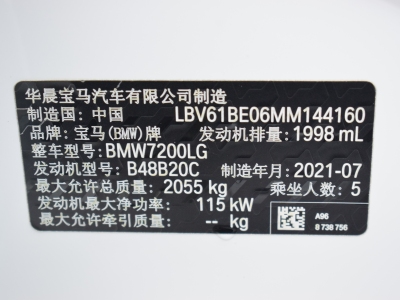 华晨宝马汽车有限公司制造
制造国: 中国 LBV61BE06MM144160
品牌: 宝马(BMW)牌 发动机排量: 1998 mL
整车型号: BMW7200LG
发动机型号: B48B20C 制造年月: 2021-07
最大允许总质量: 2055 kg 乘坐人数: 5
发动机最大净功率: 115 kW
最大允许牵引质量: -- kg
A96
8 738 756